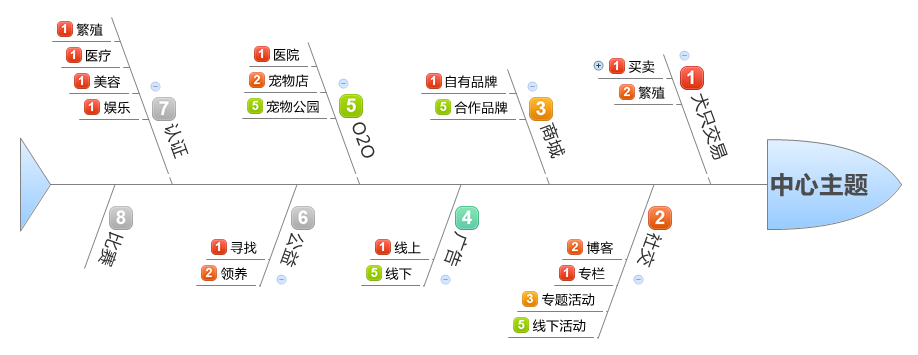 1 繁殖
1 医疗
1 美容
1 娱乐
7 认证
1 医院
2 宠物店
5 宠物公园
5 O2O
1 自有品牌
5 合作品牌
3 商城
1 买卖
2 繁殖
1 犬只交易
中心主题
8 比赛
6 公益
1 寻找
2 领养
4 广告
1 线上
5 线下
2 社交
2 博客
1 专栏
3 专题活动
5 线下活动